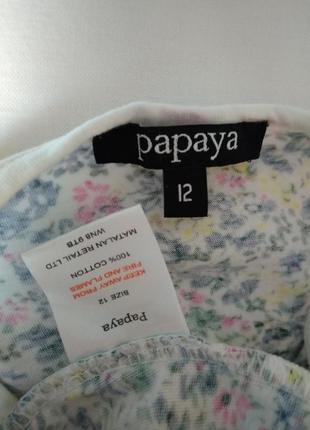 papaya
12
Papaya
SIZE 12
KEEP AWAY FROM
FIRE AND FLAMES
100% COTTON
MATALAN RETAIL LTD
WN8 9TB